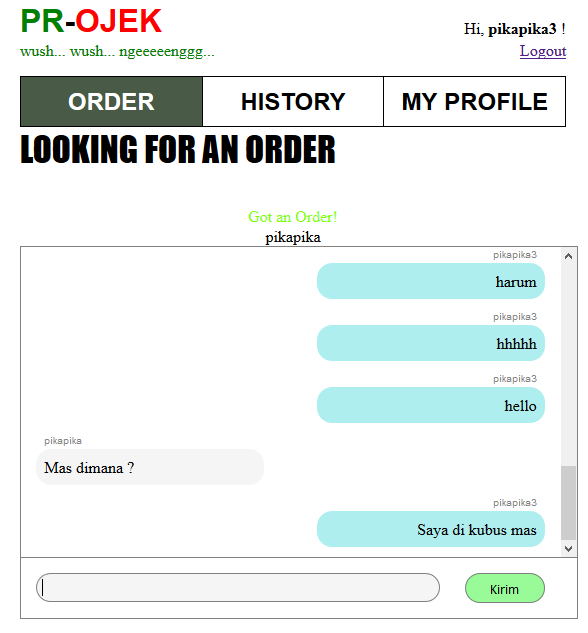 PR-OJEK
Hi, pikapika3 !
wush... wush... ngeeeeenggg...
Logout
ORDER
HISTORY
MY PROFILE
LOOKING FOR AN ORDER
Got an Order!
pikapika
pikapika3
harum
pikapika3
hhhhh
pikapika3
hello
pikapika
Mas dimana ?
pikapika3
Saya di kubus mas
Kirim